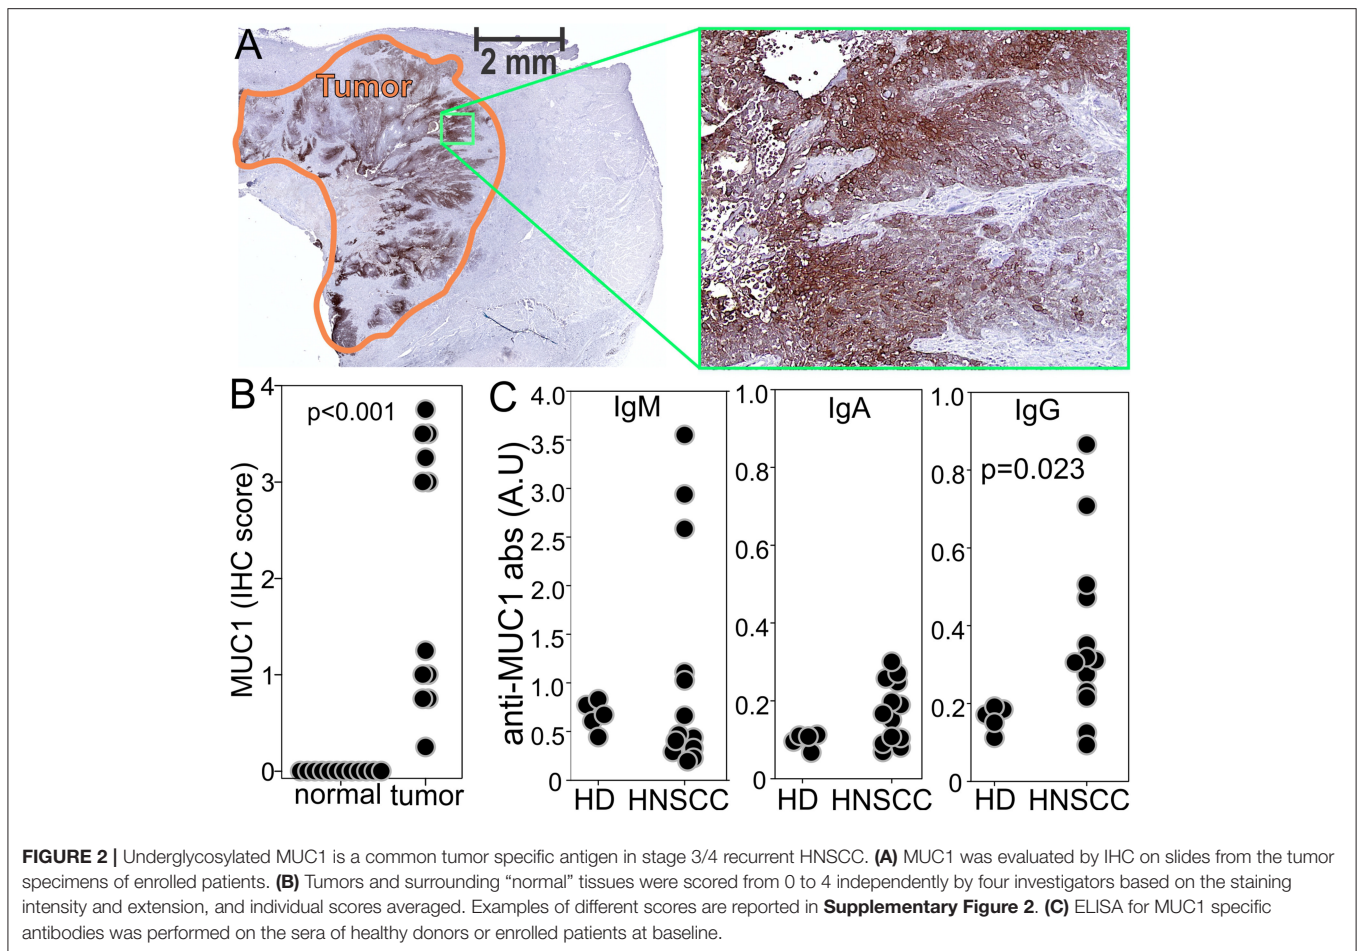 A
2 mm
Tumor
B
MUC1 (IHC score)
4
3
2
1
0
p<0.001
normal tumor
C
anti-MUC1 abs (A.U)
IgM
4.0
3.5
3.0
2.5
2.0
1.5
1.0
0.5
0
HD HNSCC
IgA
1.0
0.8
0.6
0.4
0.2
0
HD HNSCC
IgG
p=0.023
1.0
0.8
0.6
0.4
0.2
0
HD HNSCC
FIGURE 2 | Underglycosylated MUC1 is a common tumor specific antigen in stage 3/4 recurrent HNSCC. (A) MUC1 was evaluated by IHC on slides from the tumor
specimens of enrolled patients. (B) Tumors and surrounding “normal” tissues were scored from 0 to 4 independently by four investigators based on the staining
intensity and extension, and individual scores averaged. Examples of different scores are reported in Supplementary Figure 2. (C) ELISA for MUC1 specific
antibodies was performed on the sera of healthy donors or enrolled patients at baseline.